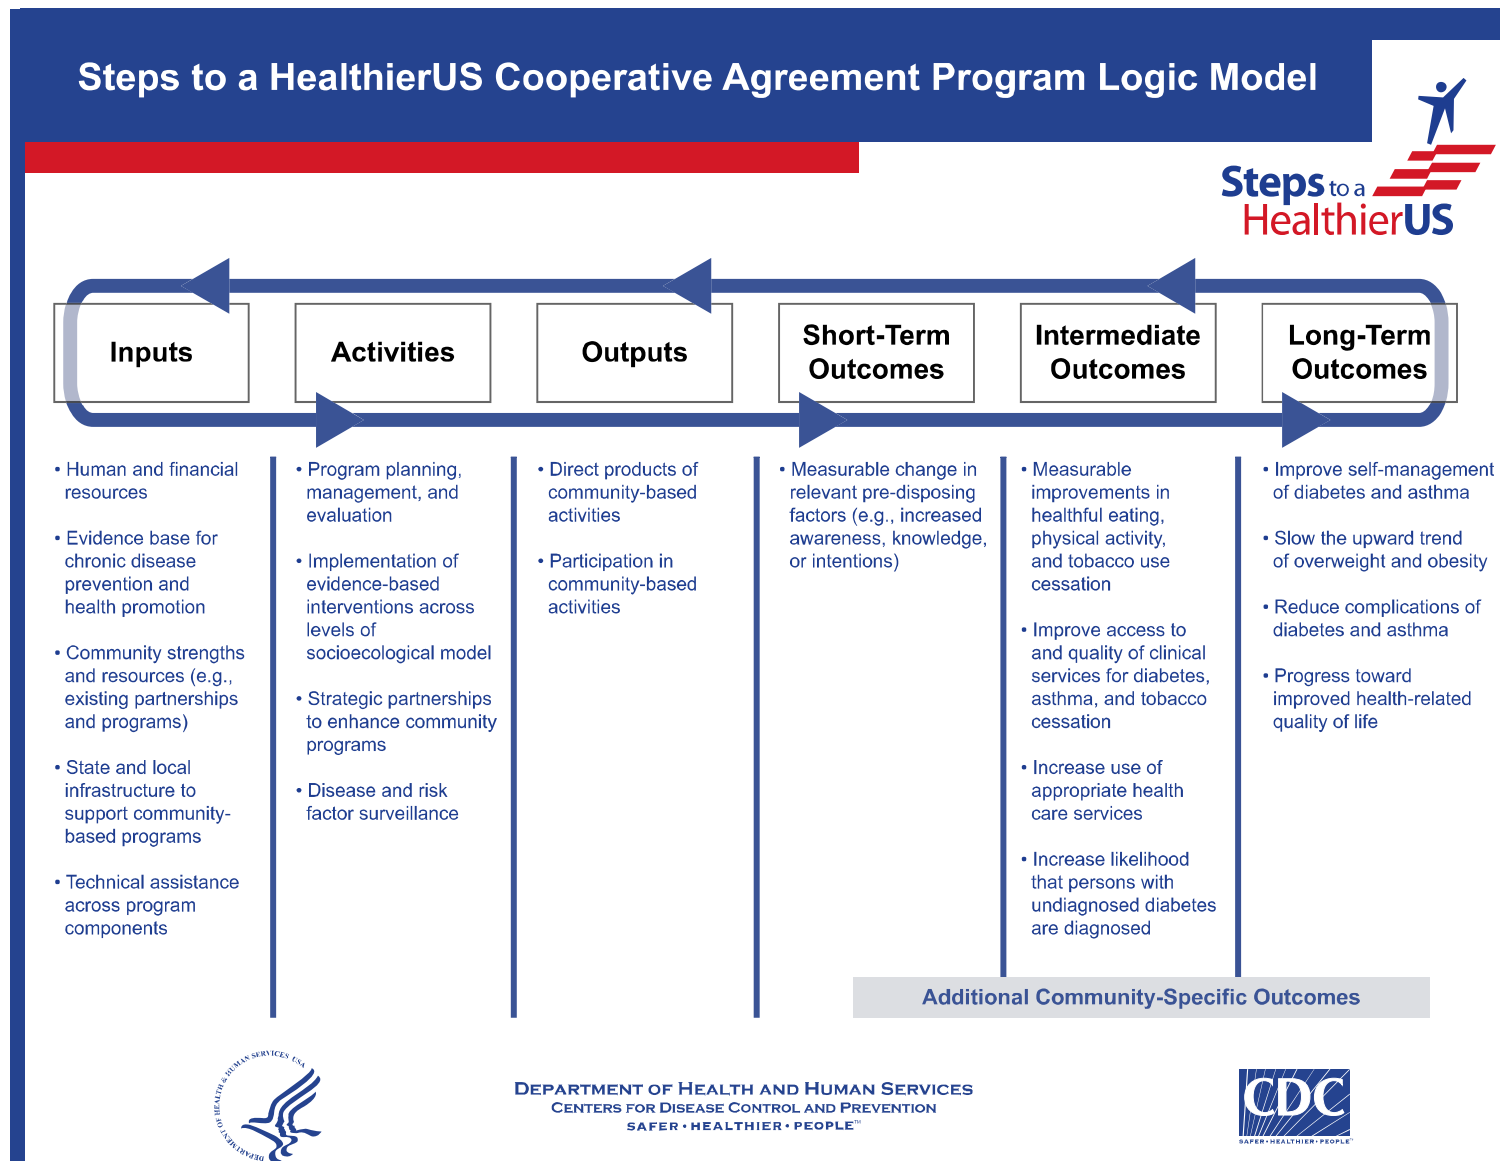 Steps to a HealthierUS Cooperative Agreement Program Logic Model
Steps to a
HealthierUS
Inputs
Activities
Outputs
Short-Term
Outcomes
Intermediate
Outcomes
Long-Term
Outcomes
• Human and financial
resources
• Evidence base for
chronic disease
prevention and
health promotion
• Community strengths
and resources (e.g.,
existing partnerships
and programs)
• State and local
infrastructure to
support community-
based programs
• Technical assistance
across program
components
• Program planning,
management, and
evaluation
• Implementation of
evidence-based
interventions across
levels of
socioecological model
• Strategic partnerships
to enhance community
programs
• Disease and risk
factor surveillance
• Direct products of
community-based
activities
• Participation in
community-based
activities
• Measurable change in
relevant pre-disposing
factors (e.g., increased
awareness, knowledge,
or intentions)
• Measurable
improvements in
healthful eating,
physical activity,
and tobacco use
cessation
• Improve access to
and quality of clinical
services for diabetes,
asthma, and tobacco
cessation
• Increase use of
appropriate health
care services
• Increase likelihood
that persons with
undiagnosed diabetes
are diagnosed
• Improve self-management
of diabetes and asthma
• Slow the upward trend
of overweight and obesity
• Reduce complications of
diabetes and asthma
• Progress toward
improved health-related
quality of life
Additional Community-Specific Outcomes
DEPARTMENT OF HEALTH & HUMAN SERVICES USA
DEPARTMENT OF HEALTH AND HUMAN SERVICES
CENTERS FOR DISEASE CONTROL AND PREVENTION
SAFER • HEALTHIER • PEOPLE™
CDC
SAFER • HEALTHIER • PEOPLE™